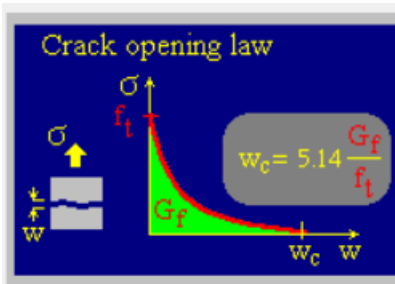 Crack opening law
σ
f_t
σ
w_c = 5.14 G_f / f_t
G_f
w
w_c w